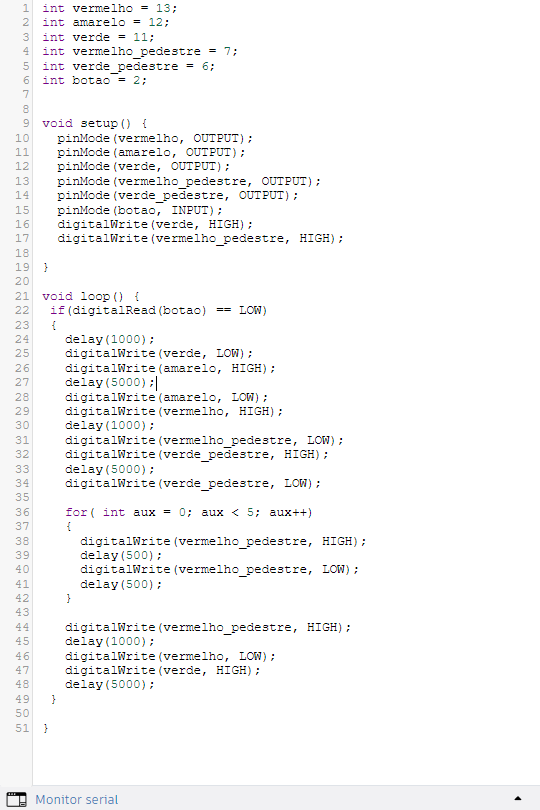 1 int vermelho = 13;
2 int amarelo = 12;
3 int verde = 11;
4 int vermelho_pedestre = 7;
5 int verde_pedestre = 6;
6 int botao = 2;
7
8
9 void setup() {
10 pinMode(vermelho, OUTPUT);
11 pinMode(amarelo, OUTPUT);
12 pinMode(verde, OUTPUT);
13 pinMode(vermelho_pedestre, OUTPUT);
14 pinMode(verde_pedestre, OUTPUT);
15 pinMode(botao, INPUT);
16 digitalWrite(verde, HIGH);
17 digitalWrite(vermelho_pedestre, HIGH);
18
19 }
20
21 void loop() {
22 if(digitalRead(botao) == LOW)
23 {
24 delay(1000);
25 digitalWrite(verde, LOW);
26 digitalWrite(amarelo, HIGH);
27 delay(5000);
28 digitalWrite(amarelo, LOW);
29 digitalWrite(vermelho, HIGH);
30 delay(1000);
31 digitalWrite(vermelho_pedestre, LOW);
32 digitalWrite(verde_pedestre, HIGH);
33 delay(5000);
34 digitalWrite(verde_pedestre, LOW);
35
36 for( int aux = 0; aux < 5; aux++)
37 {
38 digitalWrite(vermelho_pedestre, HIGH);
39 delay(500);
40 digitalWrite(vermelho_pedestre, LOW);
41 delay(500);
42 }
43
44 digitalWrite(vermelho_pedestre, HIGH);
45 delay(1000);
46 digitalWrite(vermelho, LOW);
47 digitalWrite(verde, HIGH);
48 delay(5000);
49 }
50
51 }
Monitor serial